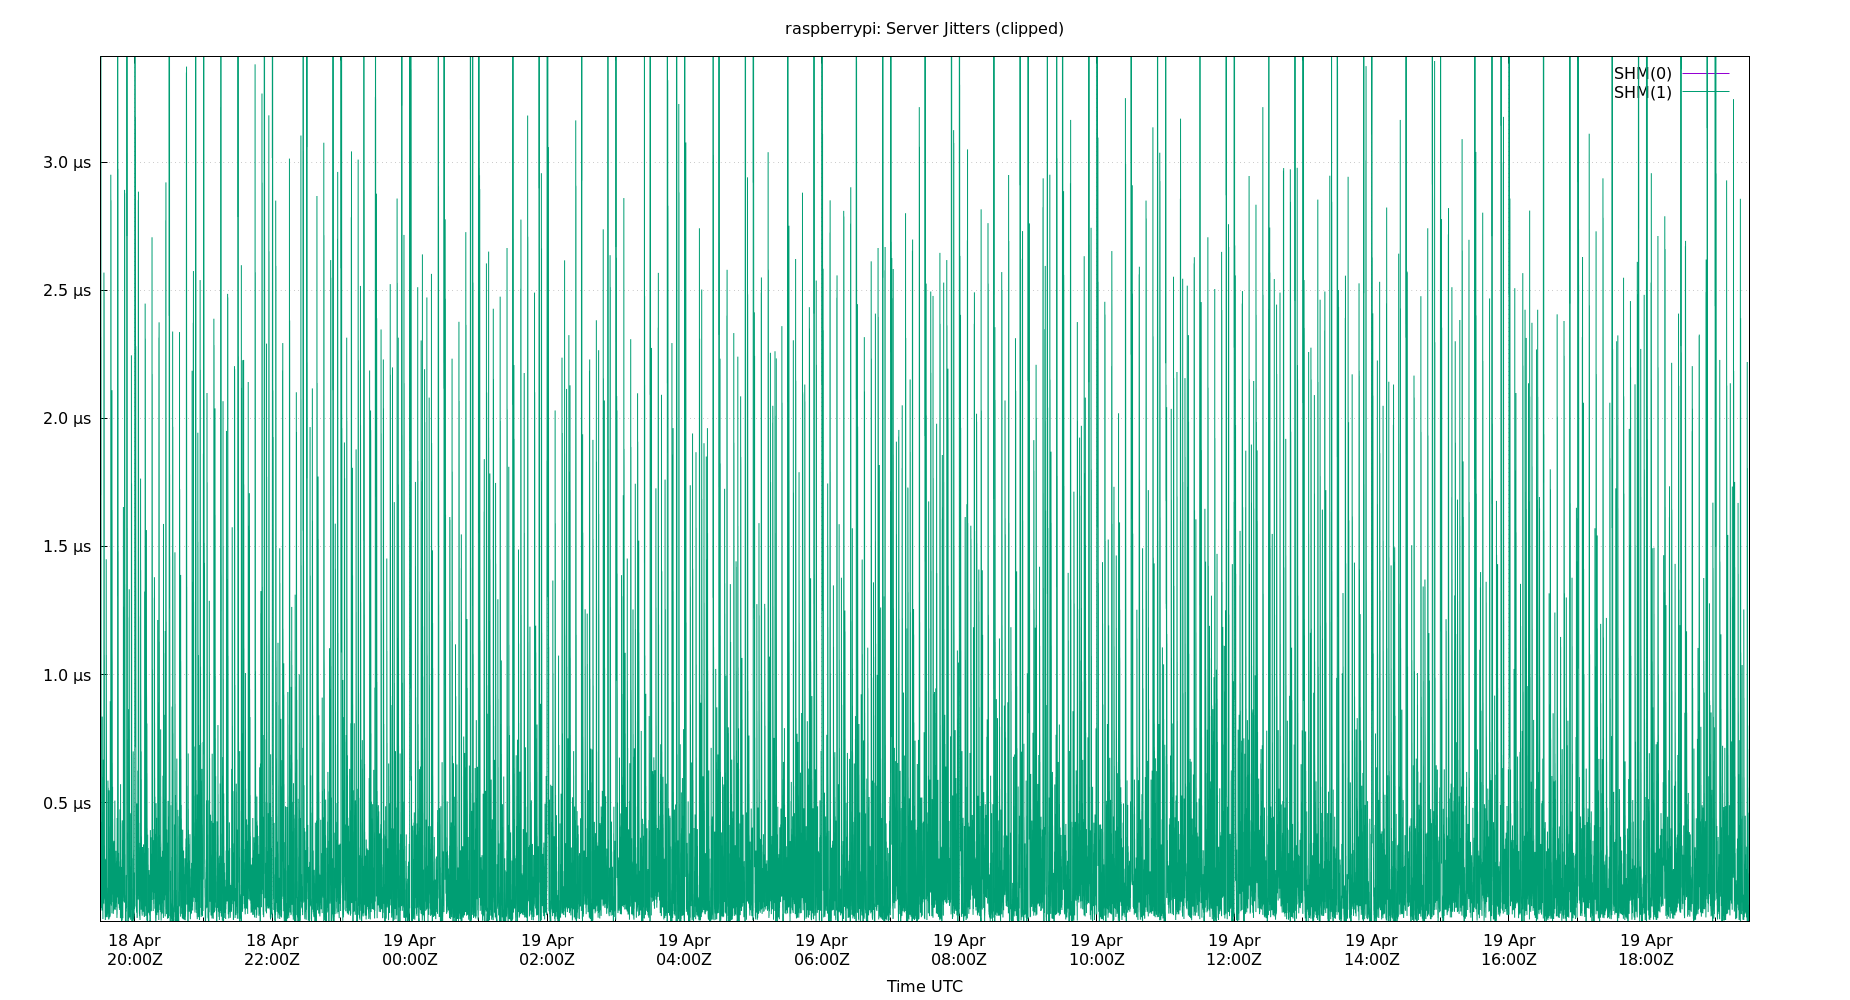 raspberrypi: Server Jitters (clipped)
SHM(0)
SHM(1)
3.0 µs
2.5 µs
2.0 µs
1.5 µs
1.0 µs
0.5 µs
18 Apr 18 Apr 19 Apr 19 Apr 19 Apr 19 Apr 19 Apr 19 Apr 19 Apr 19 Apr 19 Apr 19 Apr
20:00Z 22:00Z 00:00Z 02:00Z 04:00Z 06:00Z 08:00Z 10:00Z 12:00Z 14:00Z 16:00Z 18:00Z
Time UTC